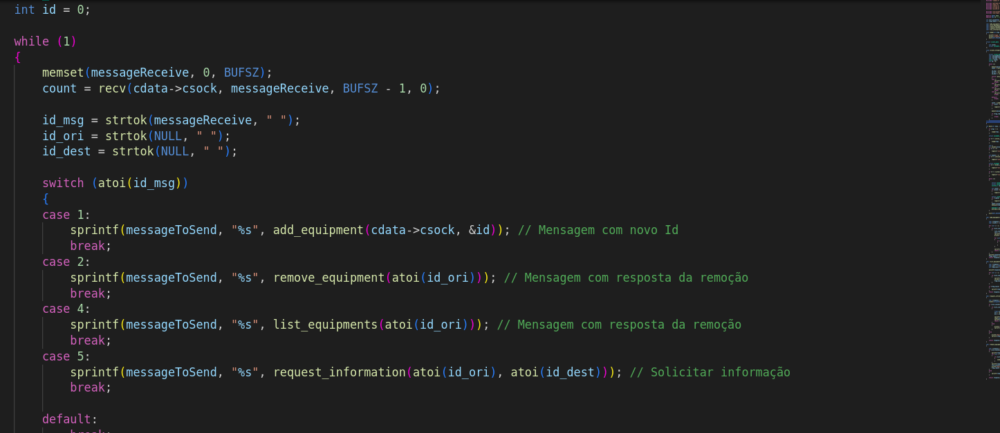 int id = 0;
while (1)
{
memset(messageReceive, 0, BUFSZ);
count = recv(cdata->csock, messageReceive, BUFSZ - 1, 0);
id_msg = strtok(messageReceive, " ");
id_ori = strtok(NULL, " ");
id_dest = strtok(NULL, " ");
switch (atoi(id_msg))
{
case 1:
sprintf(messageToSend, "%s", add_equipment(cdata->csock, &id)); // Mensagem com novo Id
break;
case 2:
sprintf(messageToSend, "%s", remove_equipment(atoi(id_ori))); // Mensagem com resposta da remoção
break;
case 4:
sprintf(messageToSend, "%s", list_equipments(atoi(id_ori))); // Mensagem com resposta da remoção
break;
case 5:
sprintf(messageToSend, "%s", request_information(atoi(id_ori), atoi(id_dest))); // Solicitar informação
break;
default: